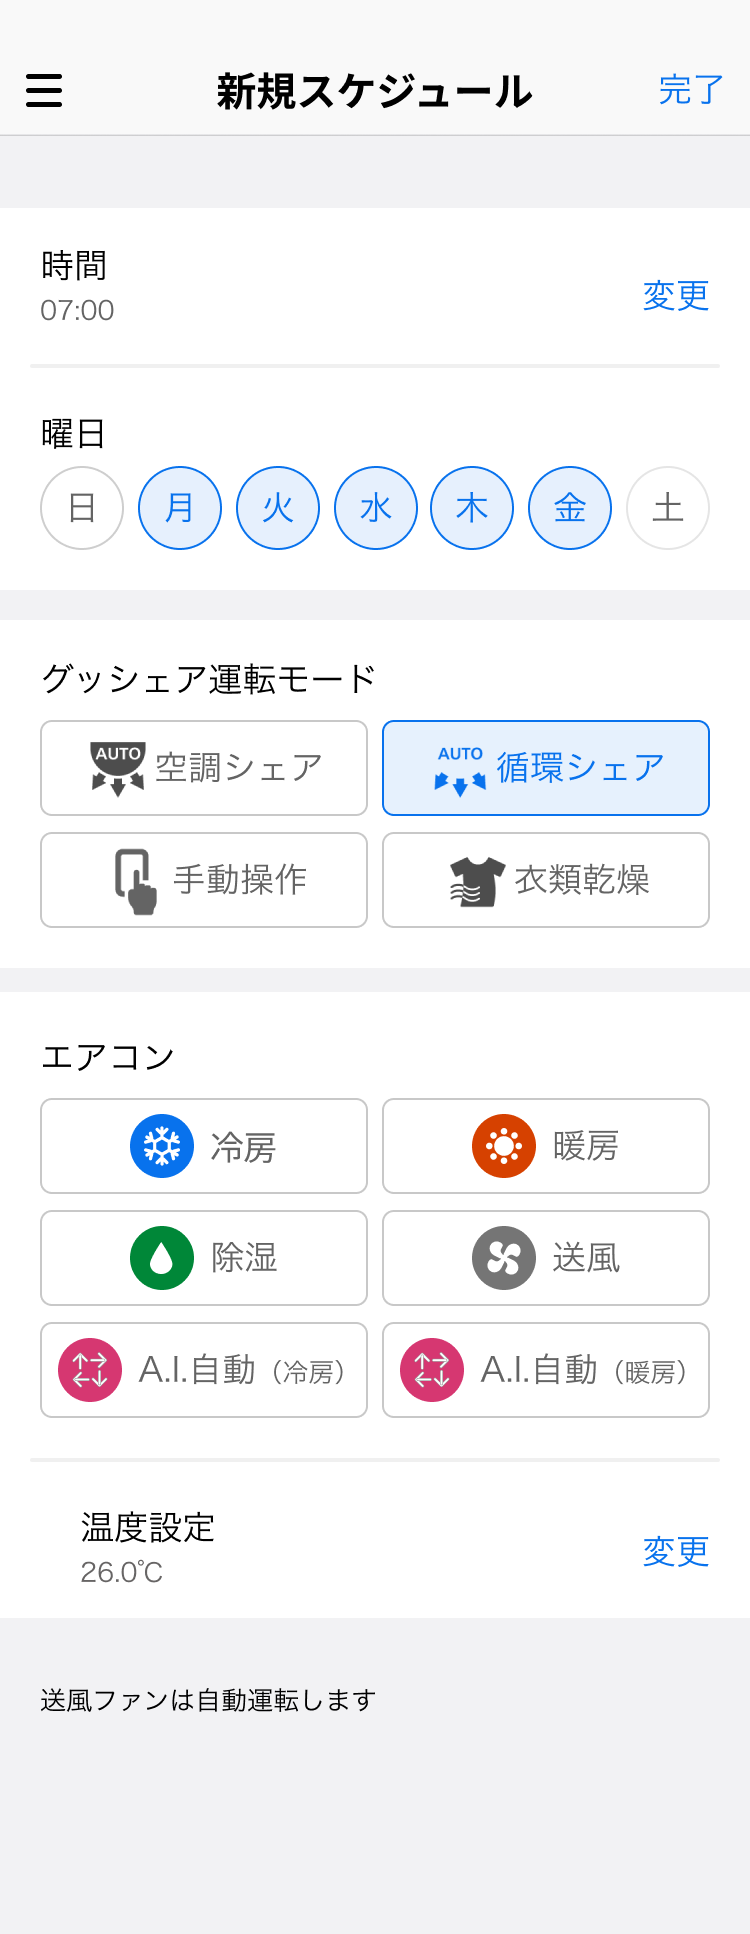 新規スケジュール
完了
時間
07:00
変更
曜日
日 月 火 水 木 金 土
グッシェア運転モード
AUTO 空調シェア
AUTO 循環シェア
手動操作
衣類乾燥
エアコン
冷房
暖房
除湿
送風
A.I.自動（冷房）
A.I.自動（暖房）
温度設定
26.0℃
変更
送風ファンは自動運転します